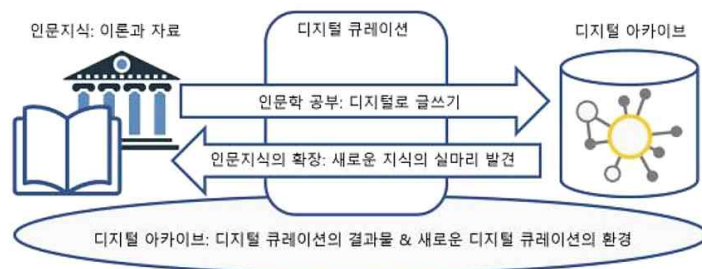 인문지식: 이론과 자료
디지털 큐레이션
디지털 아카이브
인문학 공부: 디지털로 글쓰기
인문지식의 확장: 새로운 지식의 실마리 발견
디지털 아카이브: 디지털 큐레이션의 결과물 & 새로운 디지털 큐레이션의 환경